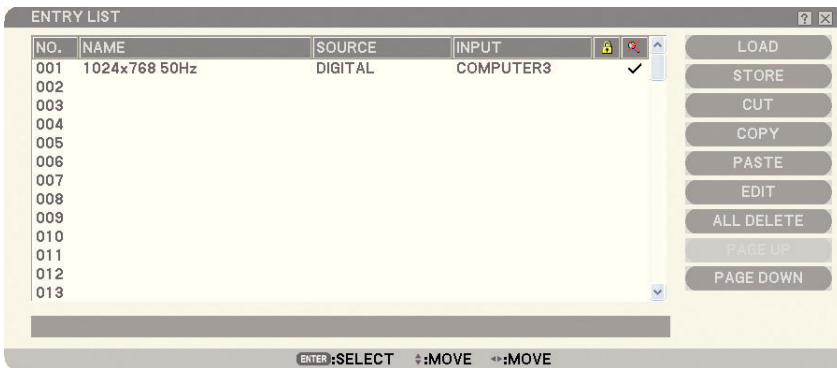 ENTRY LIST
NO. NAME SOURCE INPUT
001 1024x768 50Hz DIGITAL COMPUTER3
002
003
004
005
006
007
008
009
010
011
012
013
LOAD
STORE
CUT
COPY
PASTE
EDIT
ALL DELETE
PAGE UP
PAGE DOWN
ENTER:SELECT :MOVE :MOVE